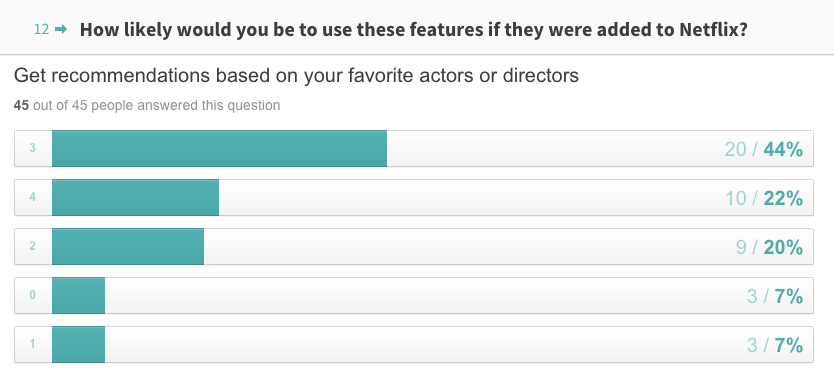 12 → How likely would you be to use these features if they were added to Netflix?
Get recommendations based on your favorite actors or directors
45 out of 45 people answered this question
3 20 / 44%
4 10 / 22%
2 9 / 20%
0 3 / 7%
1 3 / 7%